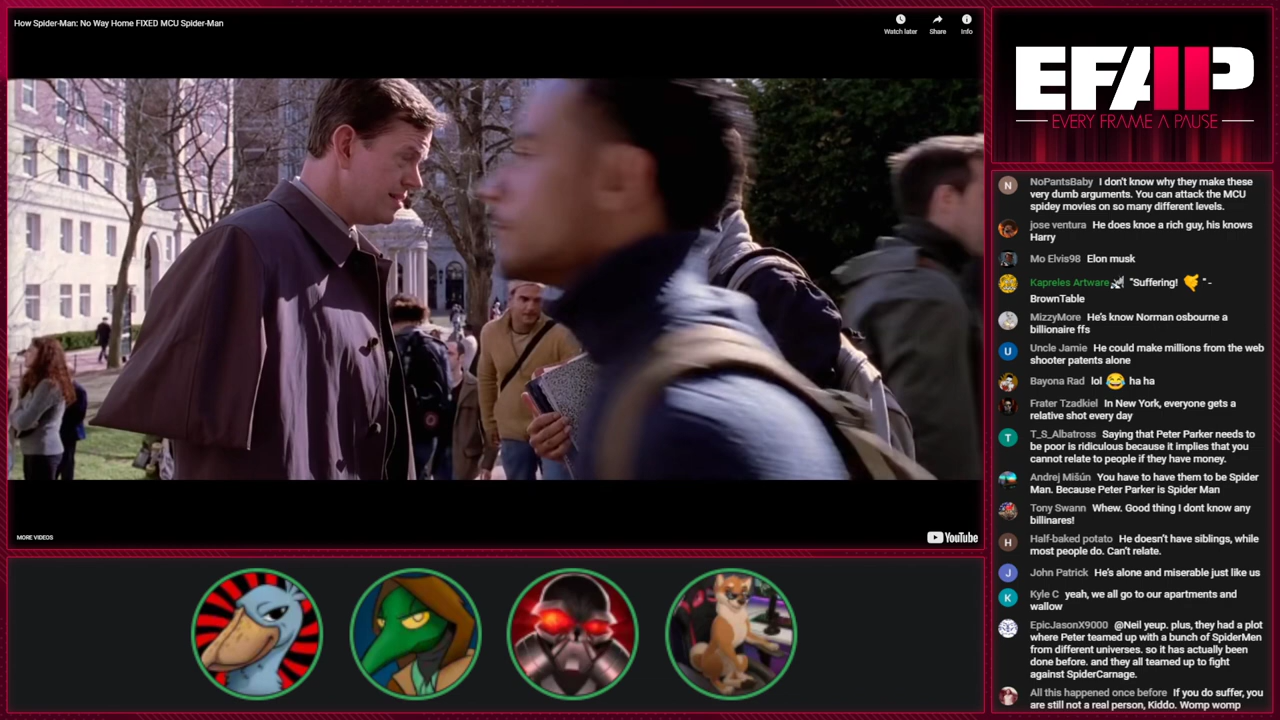 How Spider-Man: No Way Home FIXED MCU Spider-Man
Watch later
Share
Info
MORE VIDEOS
YouTube
EFAP
EVERY FRAME A PAUSE
N
NoPantsBaby I don't know why they make these
very dumb arguments. You can attack the MCU
spidey movies on so many different levels.
jose ventura He does knoe a rich guy, his knows
Harry
Mo Elvis98 Elon musk
Kapreles Artware "Suffering! " -
BrownTable
MizzyMore He's know Norman osbourne a
billionaire ffs
U
Uncle Jamie He could make millions from the web
shooter patents alone
Bayona Rad lol 😂 ha ha
Frater Tzadkiel In New York, everyone gets a
relative shot every day
T
T_S_Albatross Saying that Peter Parker needs to
be poor is ridiculous because it implies that you
cannot relate to people if they have money.
Andrej Mišún You have to have them to be Spider
Man. Because Peter Parker is Spider Man
Tony Swann Whew. Good thing I dont know any
billinares!
H
Half-baked potato He doesn't have siblings, while
most people do. Can't relate.
J
John Patrick He's alone and miserable just like us
K
Kyle C yeah, we all go to our apartments and
wallow
EpicJasonX9000 @Neil yeup. plus, they had a plot
where Peter teamed up with a bunch of SpiderMen
from different universes. so it has actually been
done before. and they all teamed up to fight
against SpiderCarnage.
All this happened once before If you do suffer, you
are still not a real person, Kiddo. Womp womp